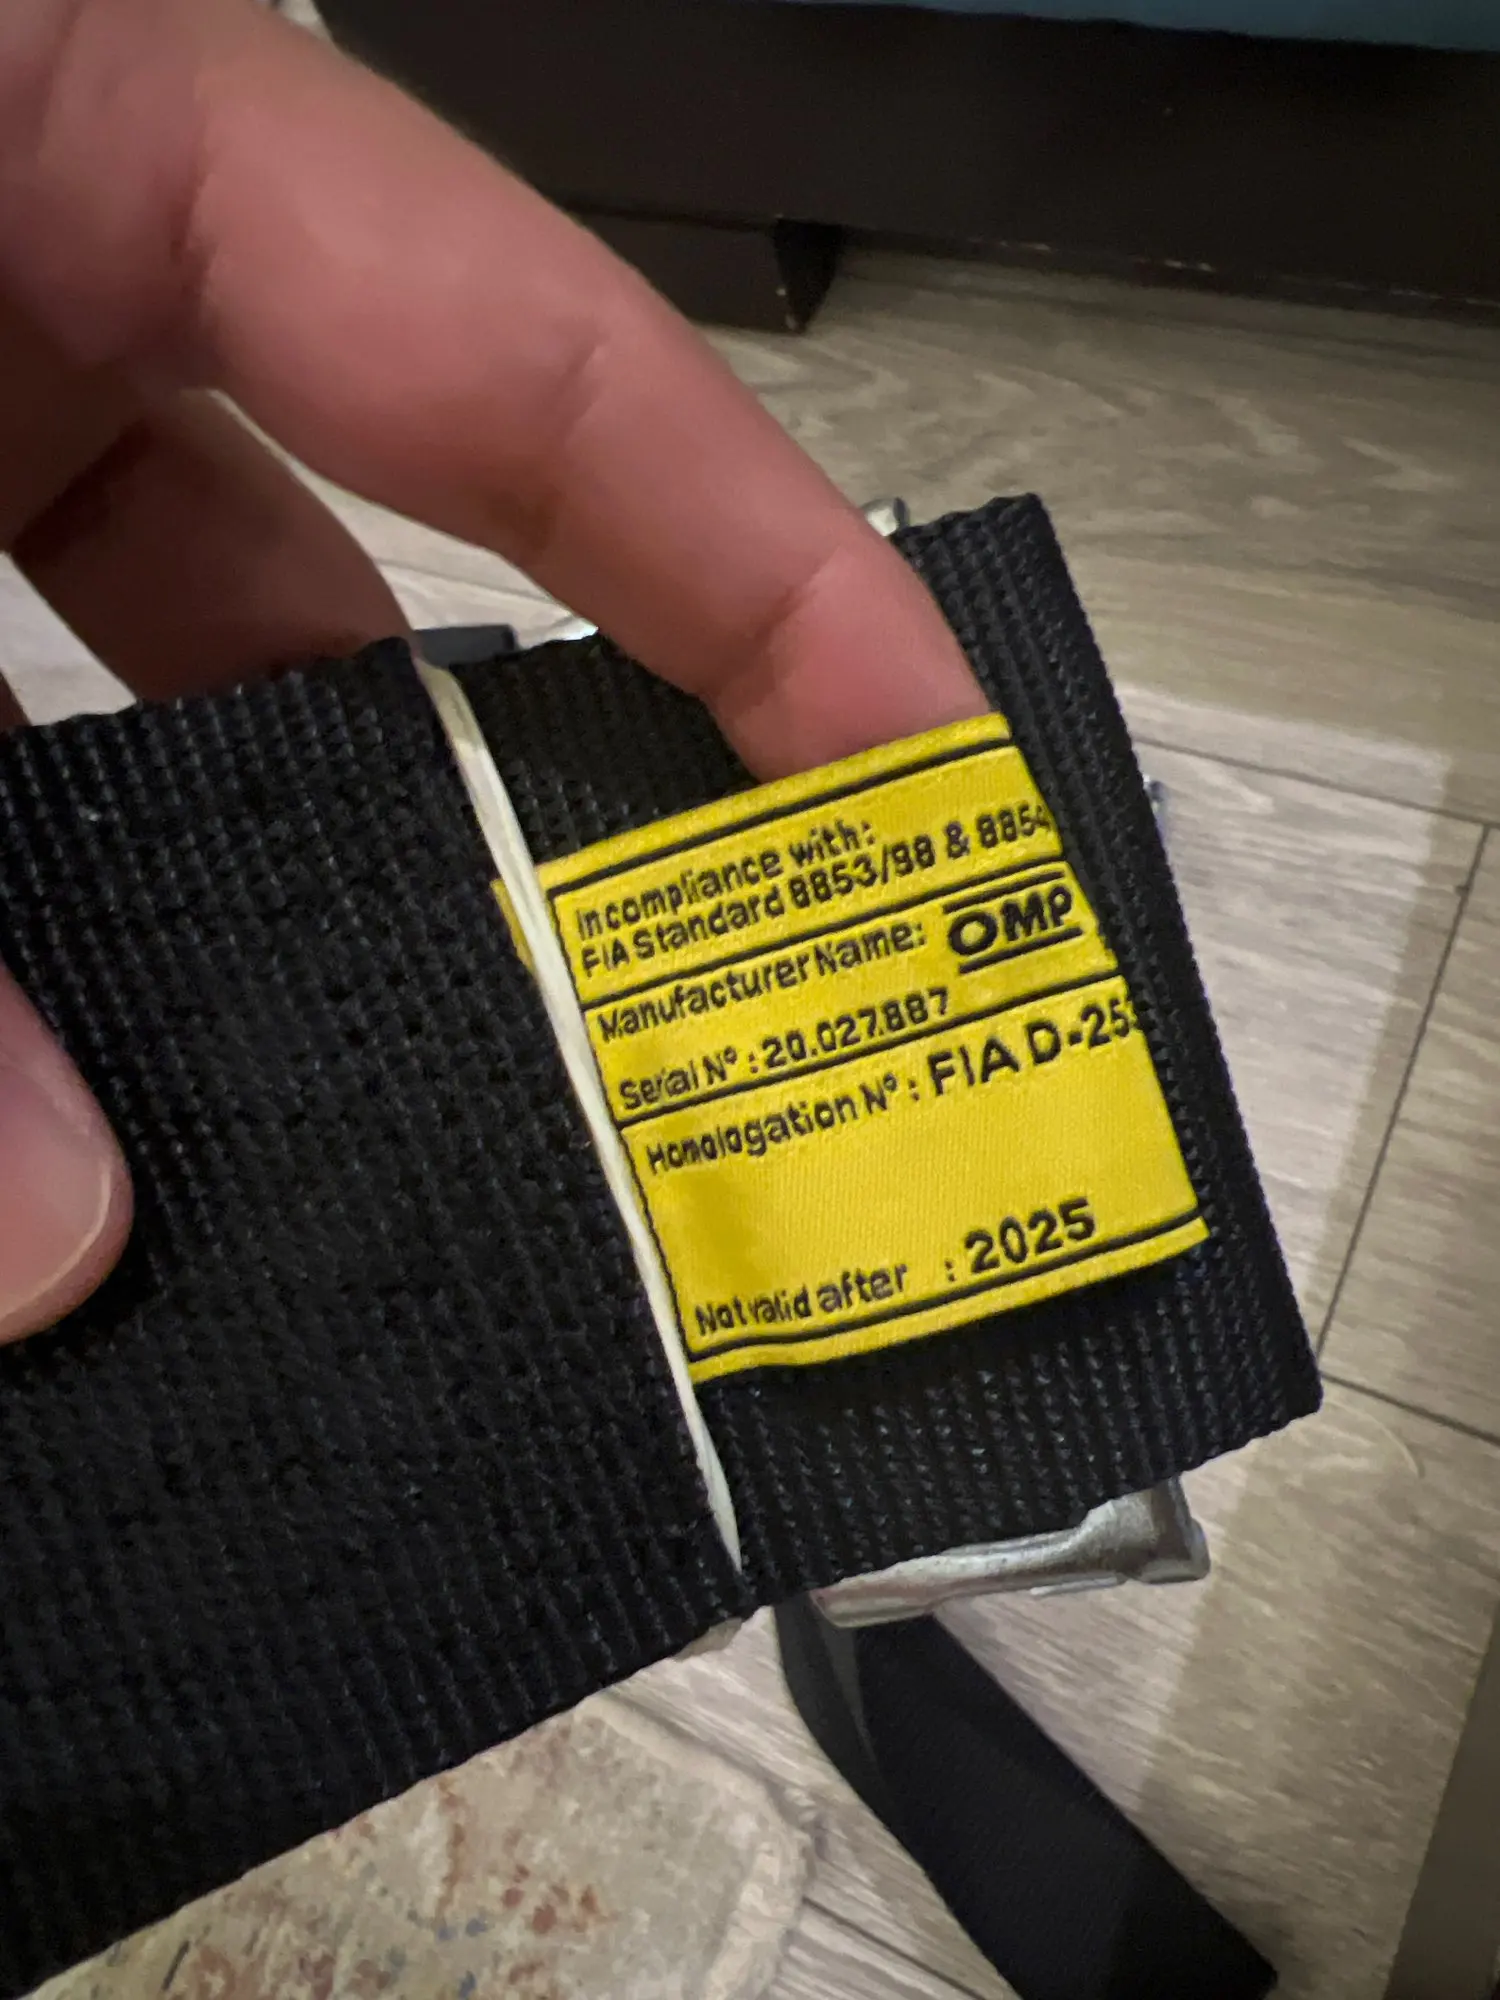 In compliance with:
FIA Standard 8853/98 & 8854
Manufacturer Name: OMP
Serial N° : 20.027.887
Homologation N° : FIA D-25
Not valid after : 2025